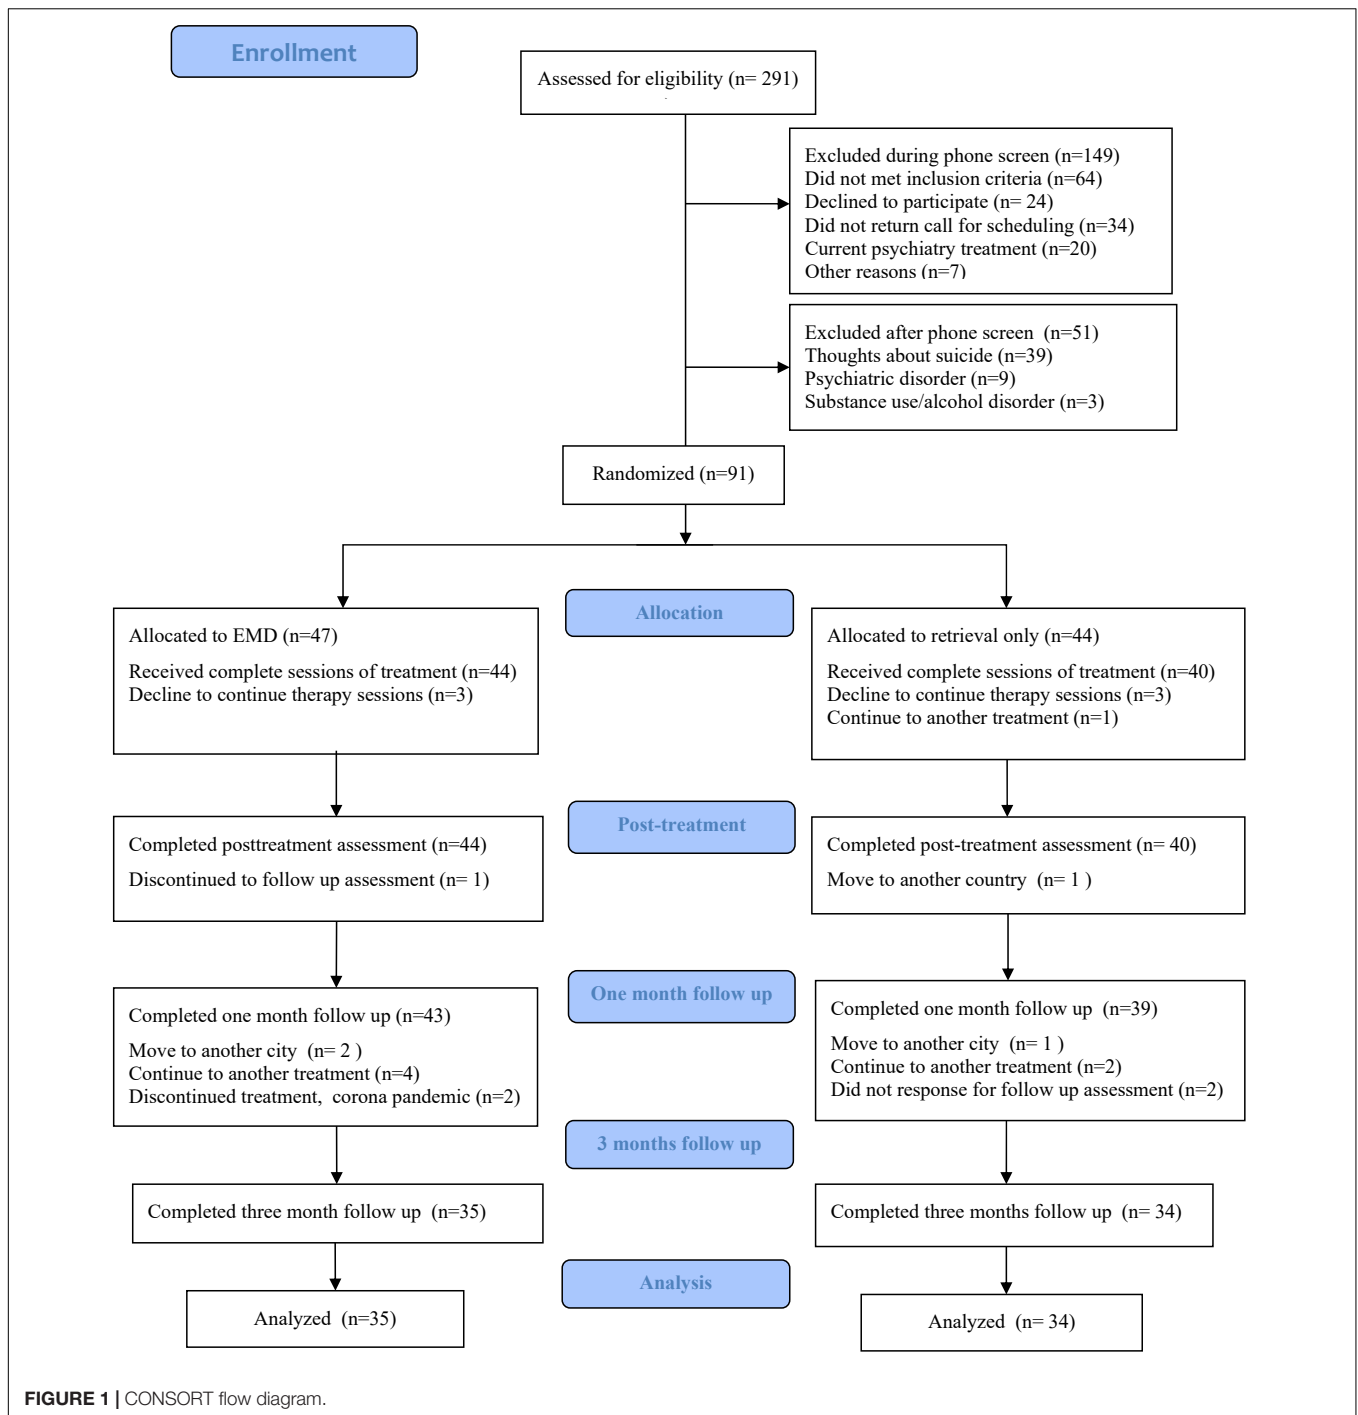 Enrollment
Assessed for eligibility (n= 291)
Excluded during phone screen (n=149)
Did not met inclusion criteria (n=64)
Declined to participate (n= 24)
Did not return call for scheduling (n=34)
Current psychiatry treatment (n=20)
Other reasons (n=7)
Excluded after phone screen (n=51)
Thoughts about suicide (n=39)
Psychiatric disorder (n=9)
Substance use/alcohol disorder (n=3)
Randomized (n=91)
Allocation
Allocated to EMD (n=47)
Received complete sessions of treatment (n=44)
Decline to continue therapy sessions (n=3)
Allocated to retrieval only (n=44)
Received complete sessions of treatment (n=40)
Decline to continue therapy sessions (n=3)
Continue to another treatment (n=1)
Post-treatment
Completed posttreatment assessment (n=44)
Discontinued to follow up assessment (n= 1)
Completed post-treatment assessment (n= 40)
Move to another country (n= 1 )
One month follow up
Completed one month follow up (n=43)
Move to another city (n= 2 )
Continue to another treatment (n=4)
Discontinued treatment, corona pandemic (n=2)
Completed one month follow up (n=39)
Move to another city (n= 1 )
Continue to another treatment (n=2)
Did not response for follow up assessment (n=2)
3 months follow up
Completed three month follow up (n=35)
Completed three months follow up (n= 34)
Analysis
Analyzed (n=35)
Analyzed (n= 34)
FIGURE 1 | CONSORT flow diagram.